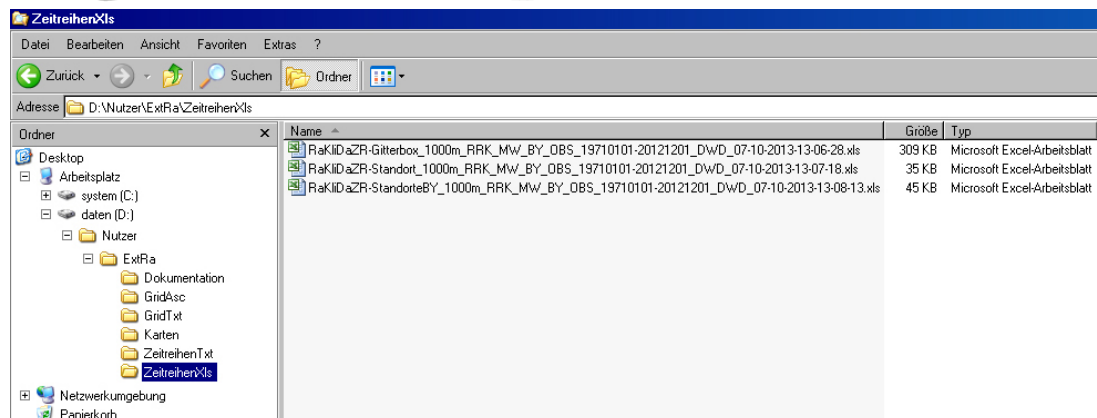 ZeitreihenXls
Datei Bearbeiten Ansicht Favoriten Extras ?
Zurück Suchen Ordner
Adresse D:\Nutzer\ExtRa\ZeitreihenXls
Ordner x Name Größe Typ
RaKliDaZR-Gitterbox_1000m_RRK_MW_BY_OBS_19710101-20121201_DWD_07-10-2013-13-06-28.xls 309 KB Microsoft Excel-Arbeitsblatt
RaKliDaZR-Standort_1000m_RRK_MW_BY_OBS_19710101-20121201_DWD_07-10-2013-13-07-18.xls 35 KB Microsoft Excel-Arbeitsblatt
RaKliDaZR-StandorteBY_1000m_RRK_MW_BY_OBS_19710101-20121201_DWD_07-10-2013-13-08-13.xls 45 KB Microsoft Excel-Arbeitsblatt
Desktop
Arbeitsplatz
system (C:)
daten (D:)
Nutzer
ExtRa
Dokumentation
GridAsc
GridTxt
Karten
ZeitreihenTxt
ZeitreihenXls
Netzwerkumgebung
Papierkorb